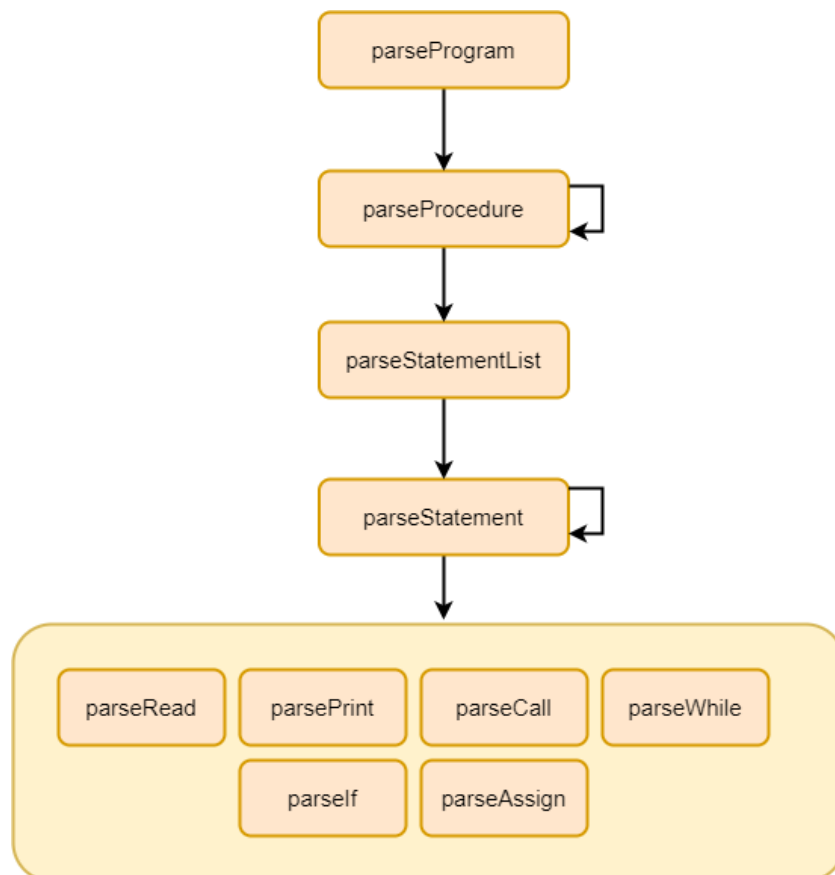 parseProgram
parseProcedure
parseStatementList
parseStatement
parseRead
parsePrint
parseCall
parseWhile
parseIf
parseAssign